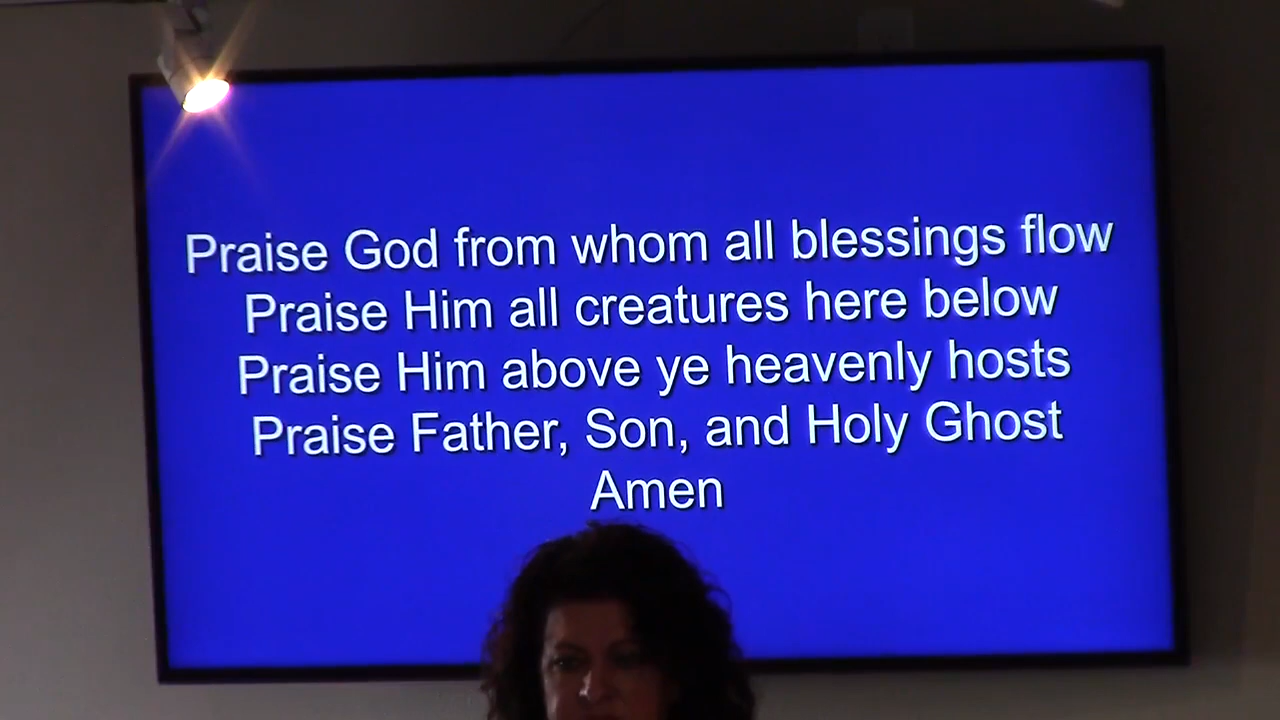 Praise God from whom all blessings flow
Praise Him all creatures here below
Praise Him above ye heavenly hosts
Praise Father, Son, and Holy Ghost
Amen